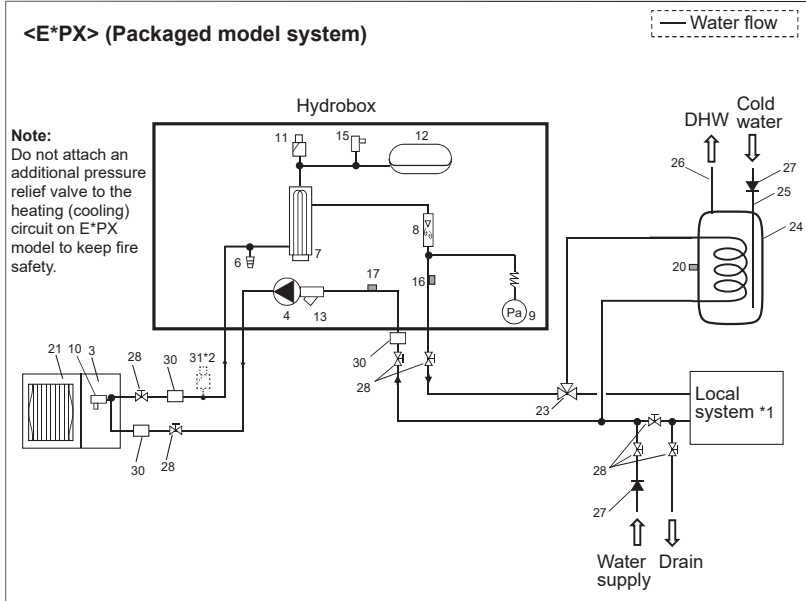 <E*PX> (Packaged model system)
Water flow
Hydrobox
Note:
Do not attach an
additional pressure
relief valve to the
heating (cooling)
circuit on E*PX
model to keep fire
safety.
11
15
12
DHW
Cold
water
26
27
25
24
7
8
6
17
16
20
4
13
Pa
9
21
10
3
28
30
31*2
30
28
30
28
23
Local
system *1
28
27
Water
supply
Drain